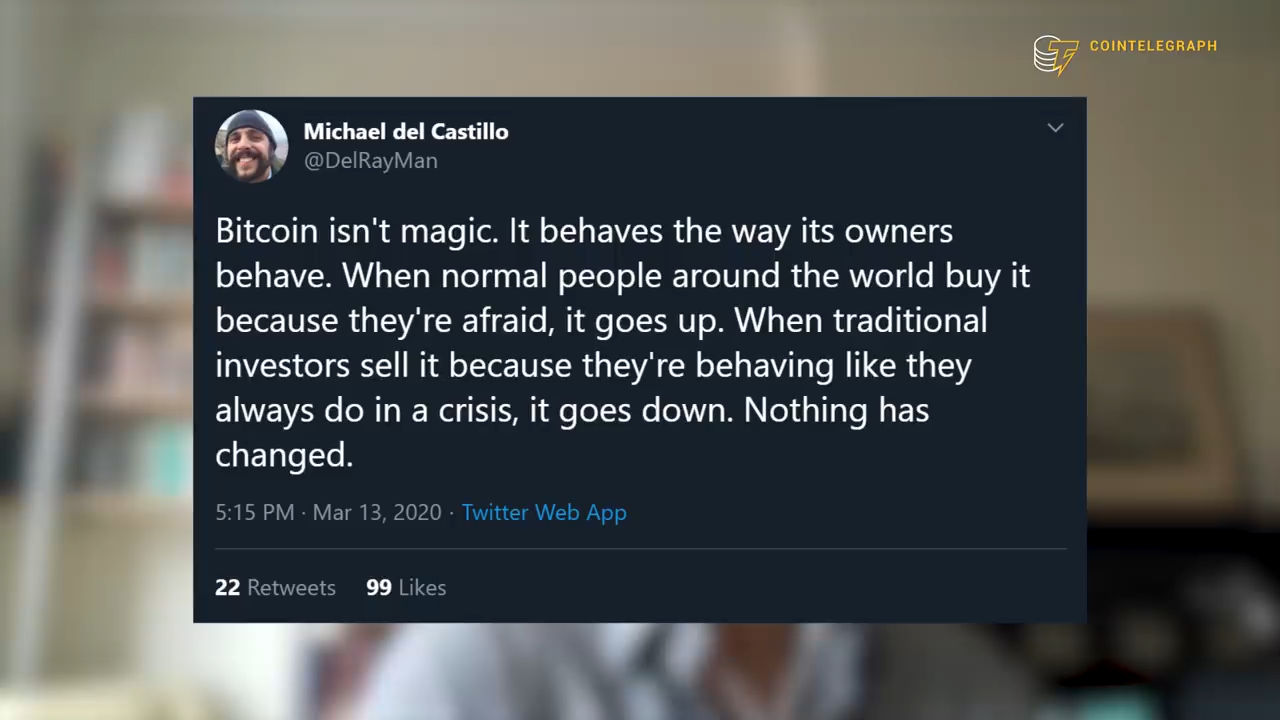 COINTELEGRAPH
Michael del Castillo
@DelRayMan
Bitcoin isn't magic. It behaves the way its owners
behave. When normal people around the world buy it
because they're afraid, it goes up. When traditional
investors sell it because they're behaving like they
always do in a crisis, it goes down. Nothing has
changed.
5:15 PM · Mar 13, 2020 · Twitter Web App
22 Retweets 99 Likes